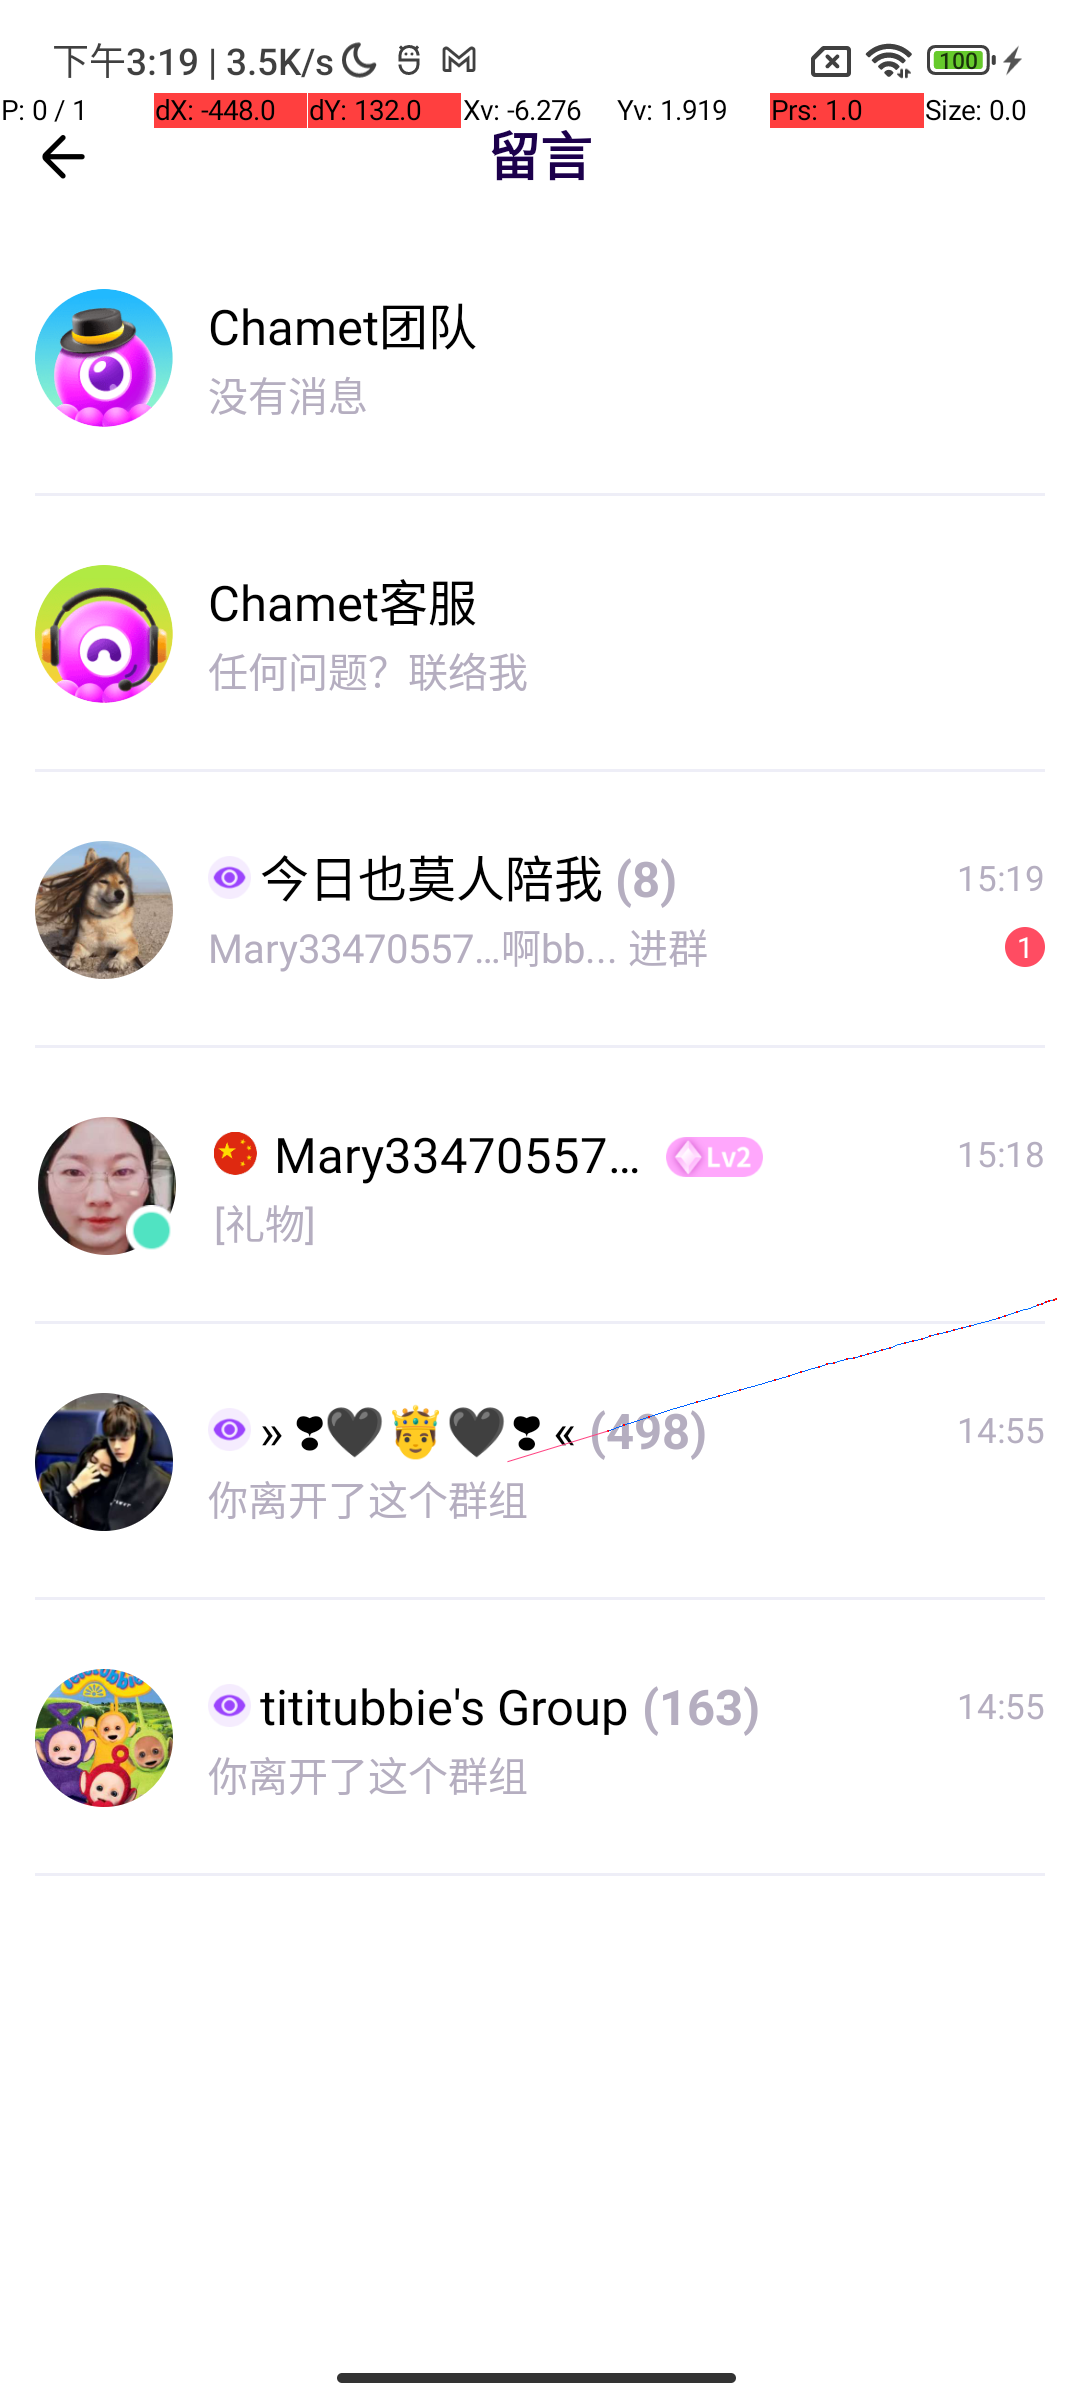 下午3:19 | 3.5K/s
100
P: 0 / 1
dX: -448.0
dY: 132.0
Xv: -6.276
Yv: 1.919
Prs: 1.0
Size: 0.0
留言
Chamet团队
没有消息
Chamet客服
任何问题？联络我
今日也莫人陪我 (8)
15:19
Mary33470557...啊bb... 进群
1
Mary33470557...
Lv2
15:18
[礼物]
» ❣🖤🤴🖤❣ « (498)
14:55
你离开了这个群组
tititubbie's Group (163)
14:55
你离开了这个群组